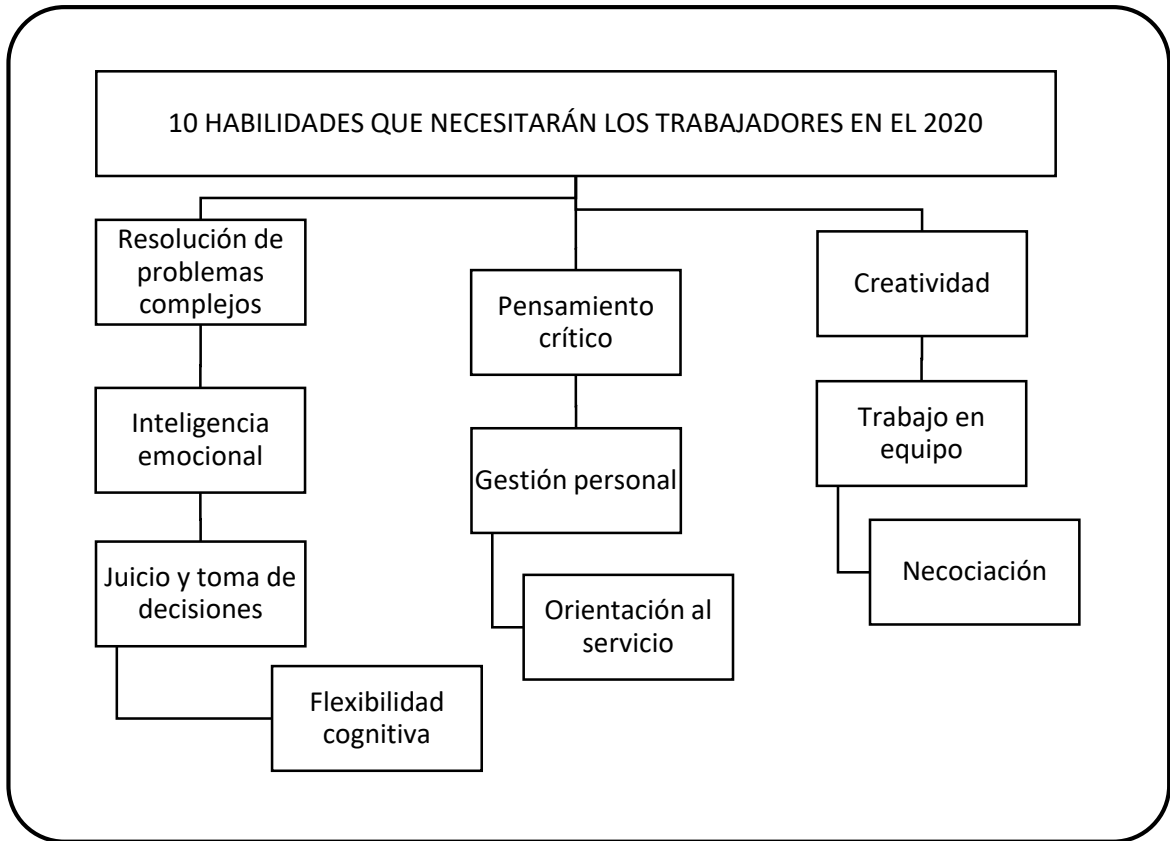 10 HABILIDADES QUE NECESITARÁN LOS TRABAJADORES EN EL 2020
Resolución de
problemas
complejos
Inteligencia
emocional
Juicio y toma de
decisiones
Flexibilidad
cognitiva
Pensamiento
crítico
Gestión personal
Orientación al
servicio
Creatividad
Trabajo en
equipo
Necociación